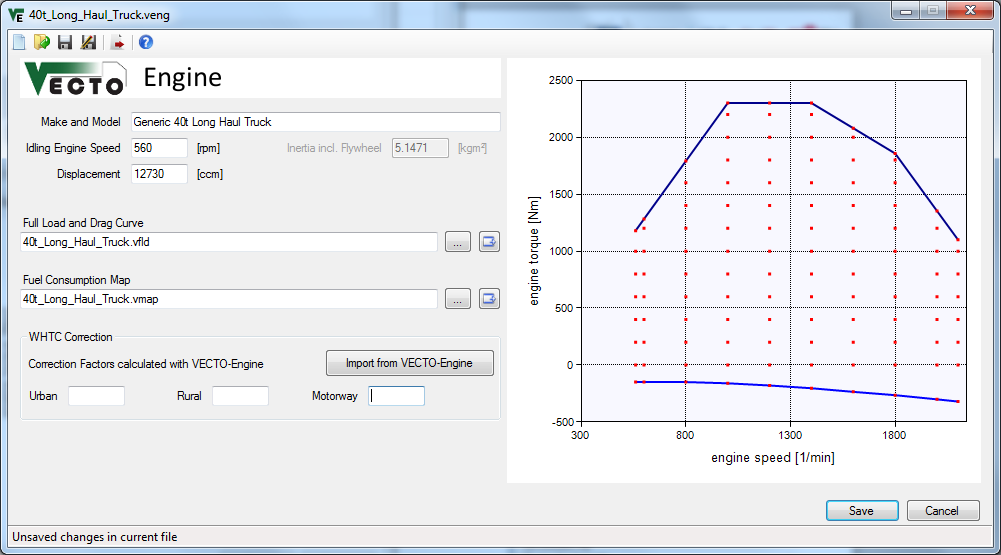 40t_Long_Haul_Truck.veng
VECTO Engine
Make and Model Generic 40t Long Haul Truck
Idling Engine Speed 560 [rpm] Inertia incl. Flywheel 5.1471 [kgm²]
Displacement 12730 [ccm]
Full Load and Drag Curve
40t_Long_Haul_Truck.vfld ...
Fuel Consumption Map
40t_Long_Haul_Truck.vmap ...
WHTC Correction
Correction Factors calculated with VECTO-Engine Import from VECTO-Engine
Urban Rural Motorway
2500
2000
1500
1000
500
0
-500
engine torque [Nm]
300 800 1300 1800
engine speed [1/min]
Save Cancel
Unsaved changes in current file